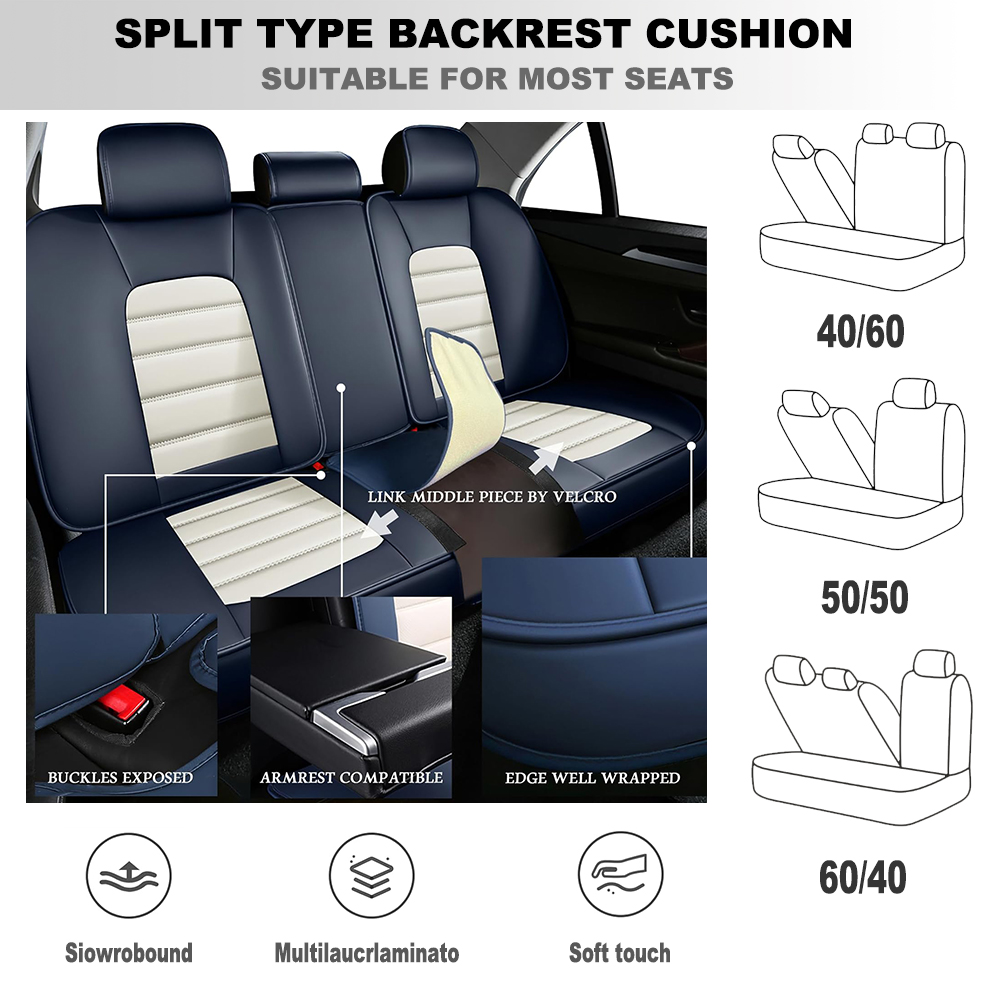 SPLIT TYPE BACKREST CUSHION
SUITABLE FOR MOST SEATS
LINK MIDDLE PIECE BY VELCRO
BUCKLES EXPOSED
ARMREST COMPATIBLE
EDGE WELL WRAPPED
40/60
50/50
60/40
Siowrobound
Multilaucrlaminato
Soft touch